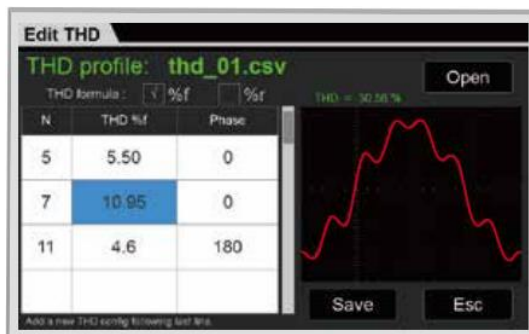 Edit THD
THD profile: thd_01.csv
Open
THD formula : √ %f %r
THD = 30.56 %
N THD %f Phase
5 5.50 0
7 10.95 0
11 4.6 180
Save Esc
Add a new THD config following last line.